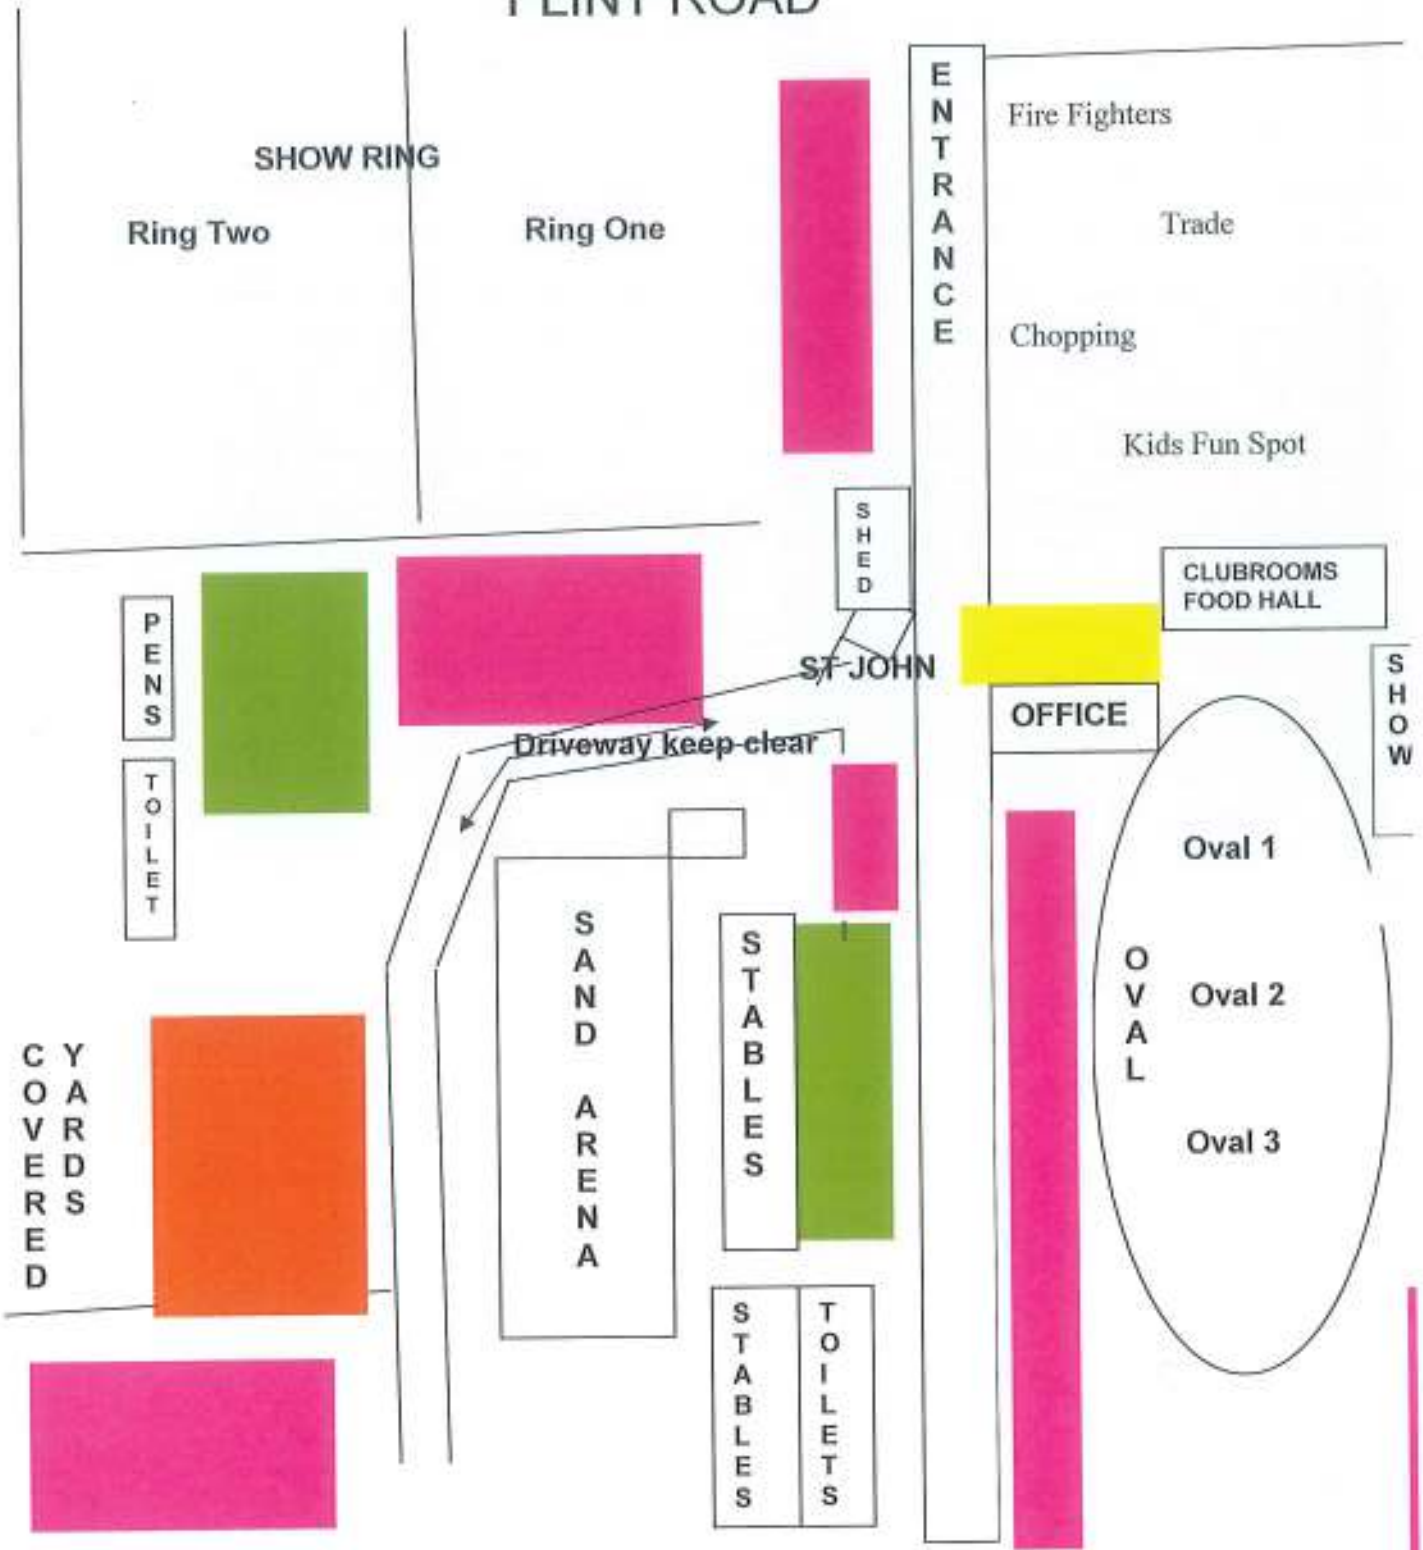 FLINT ROAD
ENTRANCE
Fire Fighters
SHOW RING
Ring Two
Ring One
Trade
Chopping
Kids Fun Spot
SHED
CLUBROOMS
FOOD HALL
PENS
ST JOHN
SHOW
OFFICE
Driveway keep clear
TOILET
Oval 1
SAND ARENA
STABLES
OVAL
Oval 2
COVERED
YARDS
Oval 3
STABLES
TOILETS